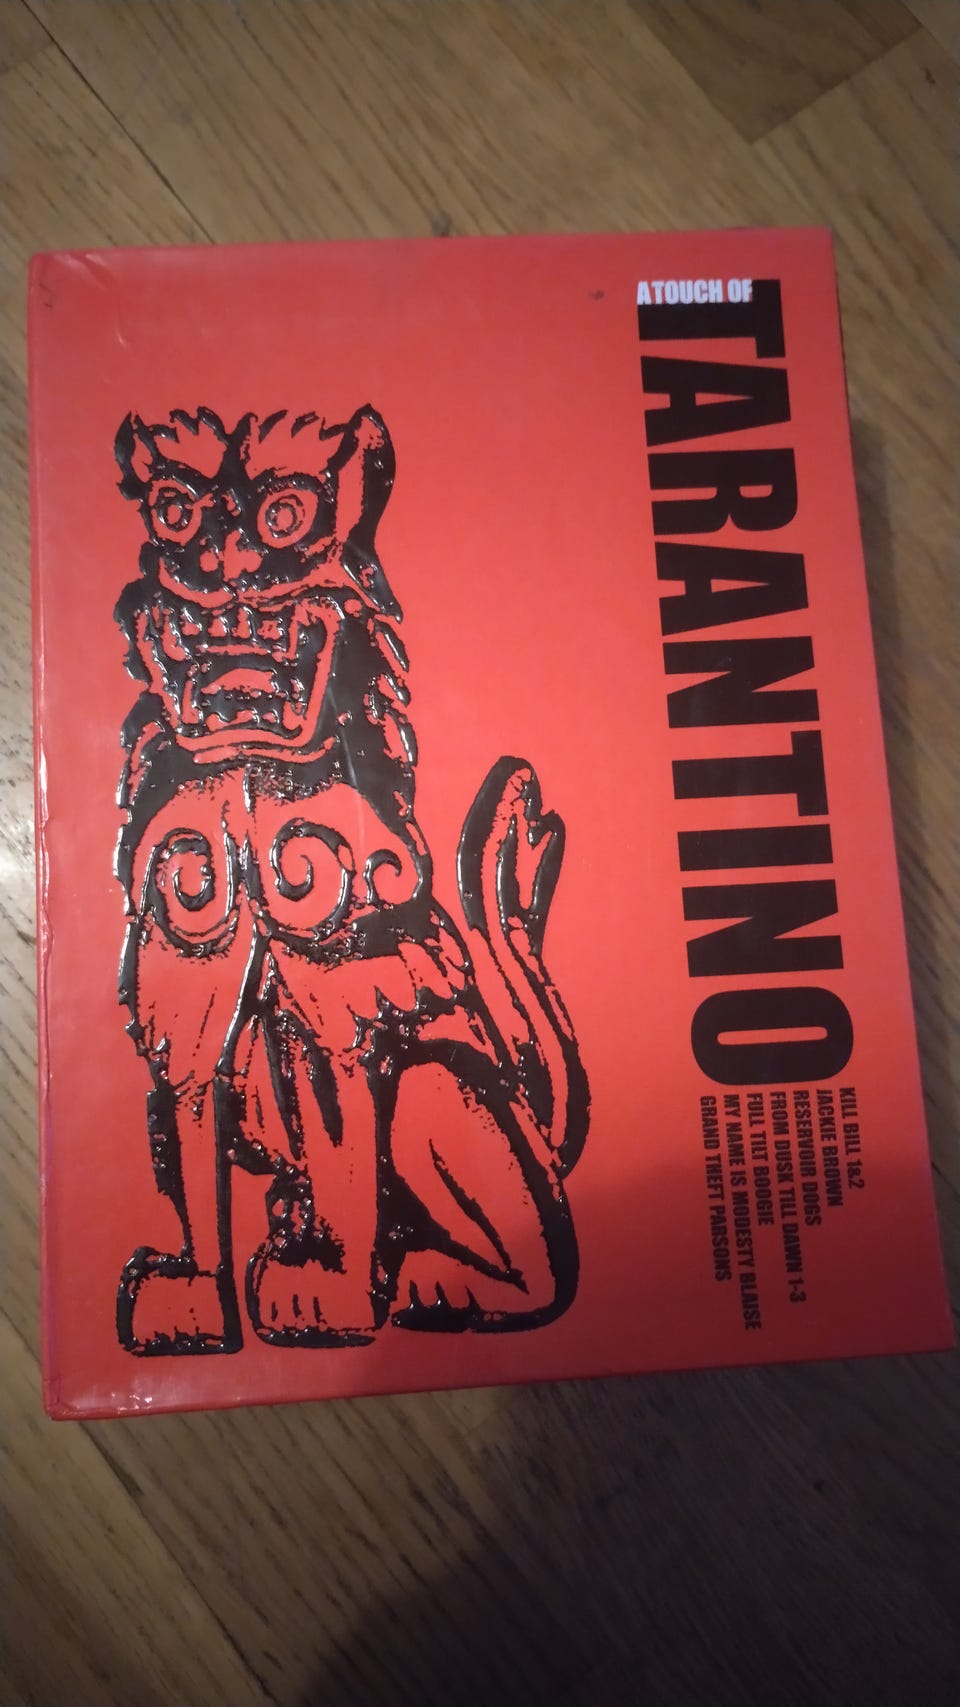 A TOUCH OF
TARANTINO
KILL BILL 1&2
JACKIE BROWN
RESERVOIR DOGS
FROM DUSK TILL DAWN 1-3
FULL TILT BOOGIE
MY NAME IS MODESTY BLAISE
GRAND THEFT PARSONS